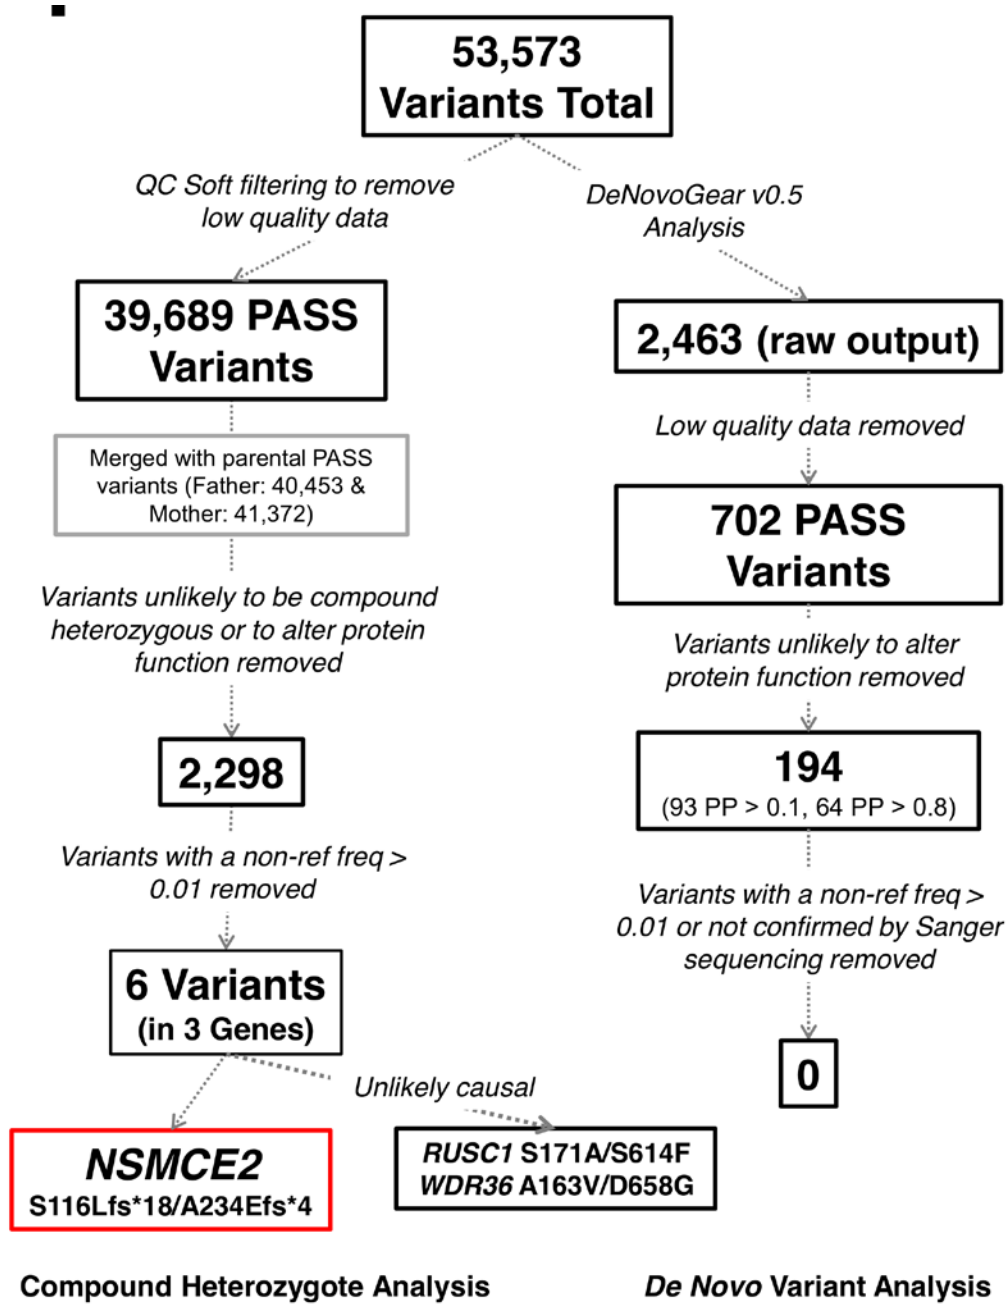 53,573
Variants Total
QC Soft filtering to remove
low quality data
DeNovoGear v0.5
Analysis
39,689 PASS
Variants
2,463 (raw output)
Merged with parental PASS
variants (Father: 40,453 &
Mother: 41,372)
Low quality data removed
702 PASS
Variants
Variants unlikely to be compound
heterozygous or to alter protein
function removed
Variants unlikely to alter
protein function removed
2,298
194
(93 PP > 0.1, 64 PP > 0.8)
Variants with a non-ref freq >
0.01 removed
Variants with a non-ref freq >
0.01 or not confirmed by Sanger
sequencing removed
6 Variants
(in 3 Genes)
0
Unlikely causal
NSMCE2
S116Lfs*18/A234Efs*4
RUSC1 S171A/S614F
WDR36 A163V/D658G
Compound Heterozygote Analysis
De Novo Variant Analysis